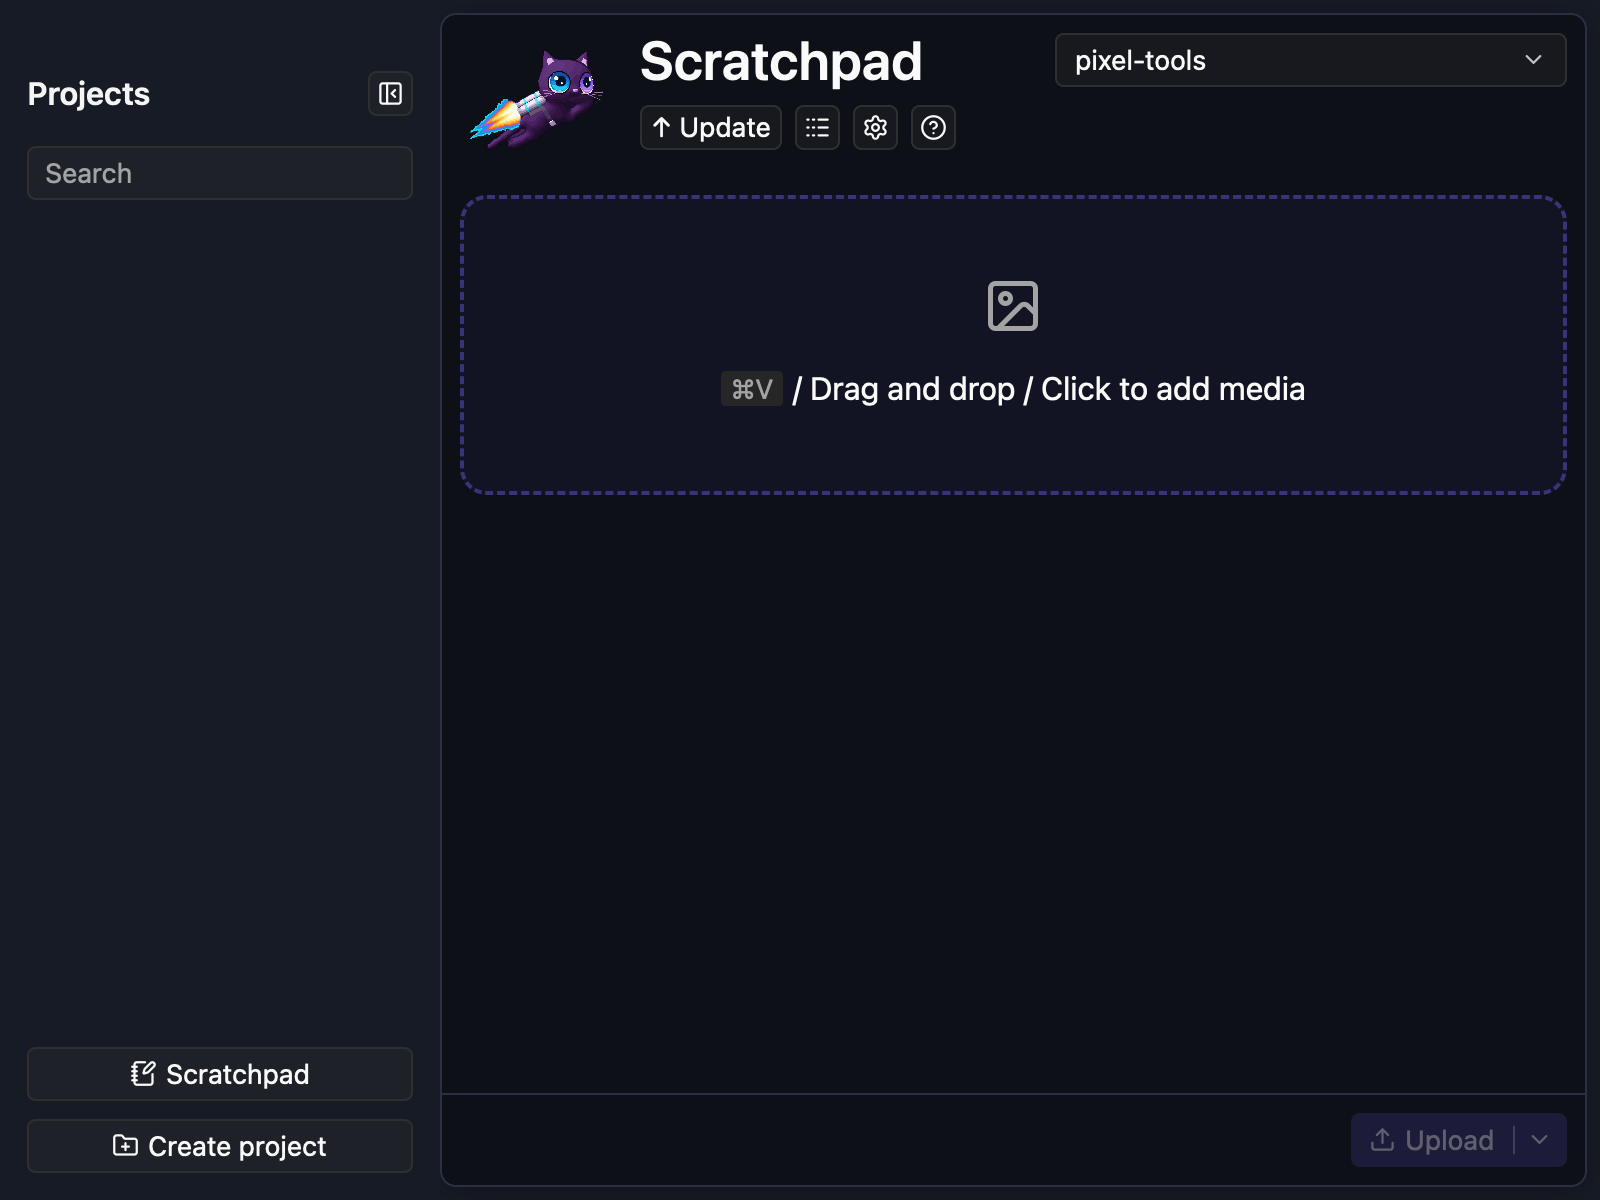 Projects
Search
Scratchpad
Create project
Scratchpad
Update
pixel-tools
⌘V / Drag and drop / Click to add media
Upload